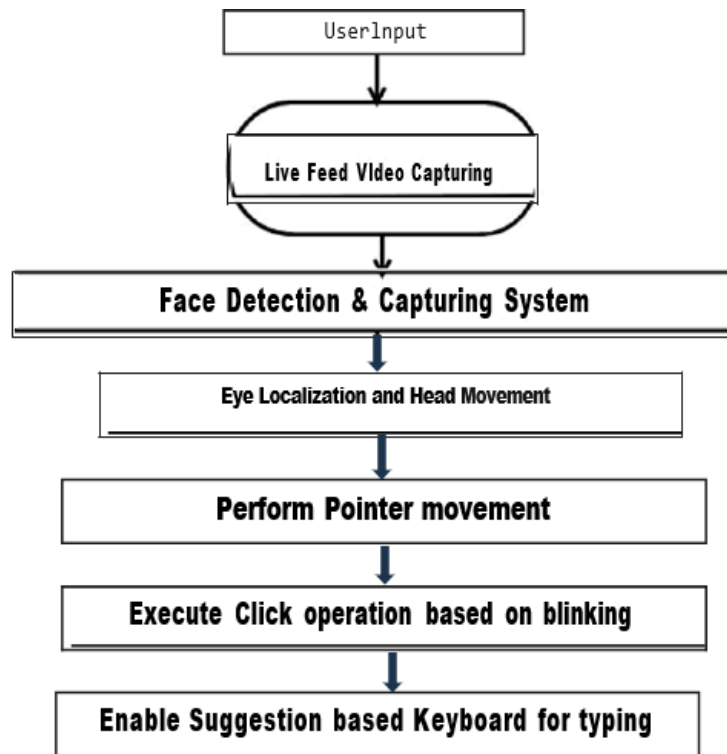 User1nput
Live Feed VIdeo Capturing
Face Detection & Capturing System
Eye Localization and Head Movement
Perform Pointer movement
Execute Click operation based on blinking
Enable Suggestion based Keyboard for typing